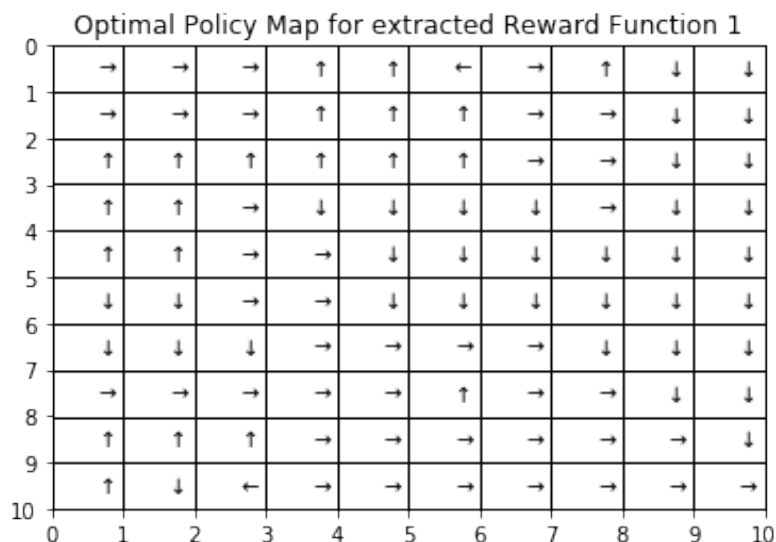 Optimal Policy Map for extracted Reward Function 1
0
→ → → ↑ ↑ ← → ↑ ↓ ↓
1
→ → → ↑ ↑ ↑ → → ↓ ↓
2
↑ ↑ ↑ ↑ ↑ ↑ → → ↓ ↓
3
↑ ↑ → ↓ ↓ ↓ ↓ → ↓ ↓
4
↑ ↑ → → ↓ ↓ ↓ ↓ ↓ ↓
5
↓ ↓ → → ↓ ↓ ↓ ↓ ↓ ↓
6
↓ ↓ ↓ → → → → ↓ ↓ ↓
7
→ → → → → ↑ → → ↓ ↓
8
↑ ↑ ↑ → → → → → → ↓
9
↑ ↓ ← → → → → → → →
10
0 1 2 3 4 5 6 7 8 9 10